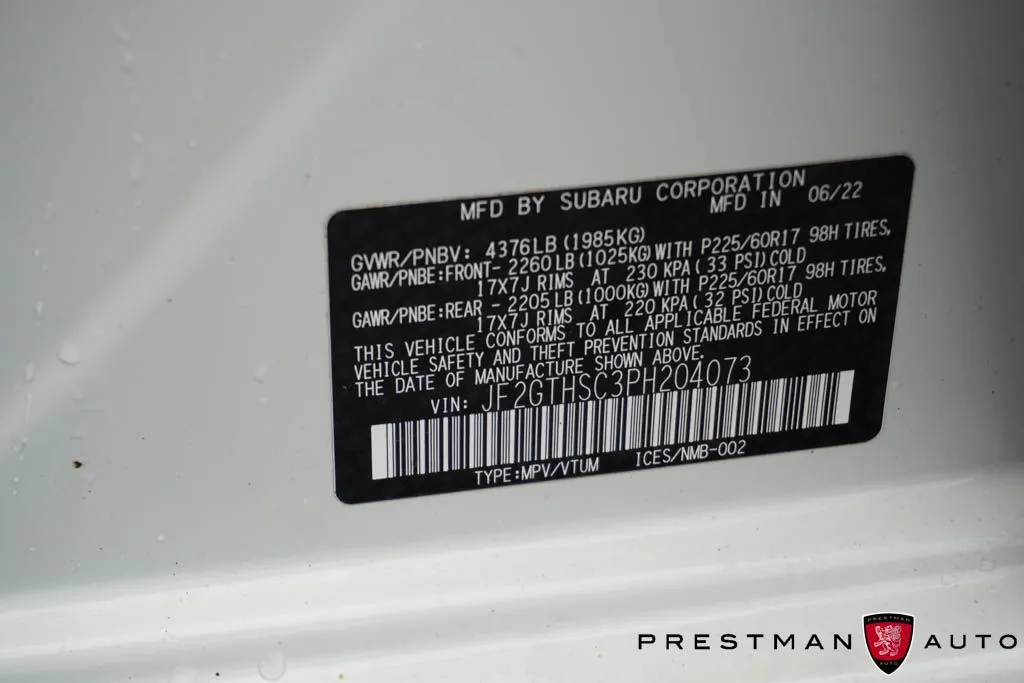 MFD BY SUBARU CORPORATION
MFD IN 06/22
GVWR/PNBV: 4376LB(1985KG)
GAWR/PNBE:FRONT- 2260LB(1025KG)WITH P225/60R17 98H TIRES,
17X7J RIMS AT 230 KPA(33 PSI)COLD
GAWR/PNBE:REAR - 2205LB(1000KG)WITH P225/60R17 98H TIRES,
17X7J RIMS AT 220 KPA(32 PSI)COLD
THIS VEHICLE CONFORMS TO ALL APPLICABLE FEDERAL MOTOR
VEHICLE SAFETY AND THEFT PREVENTION STANDARDS IN EFFECT ON
THE DATE OF MANUFACTURE SHOWN ABOVE.
VIN: JF2GTHSC3PH204073
TYPE:MPV/VTUM ICES/NMB-002
PRESTMAN AUTO
PRESTMAN
AUTO